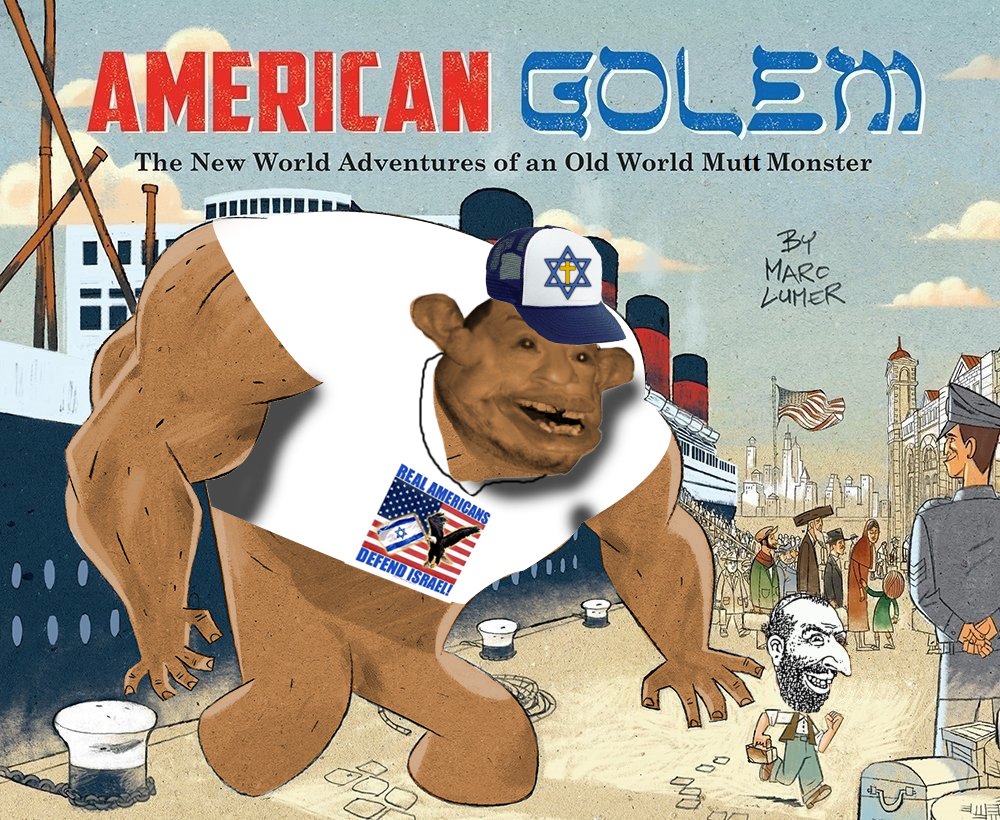 AMERICAN GOLEM
The New World Adventures of an Old World Mutt Monster
BY
MARC
LUMER
REAL AMERICANS
DEFEND ISRAEL!